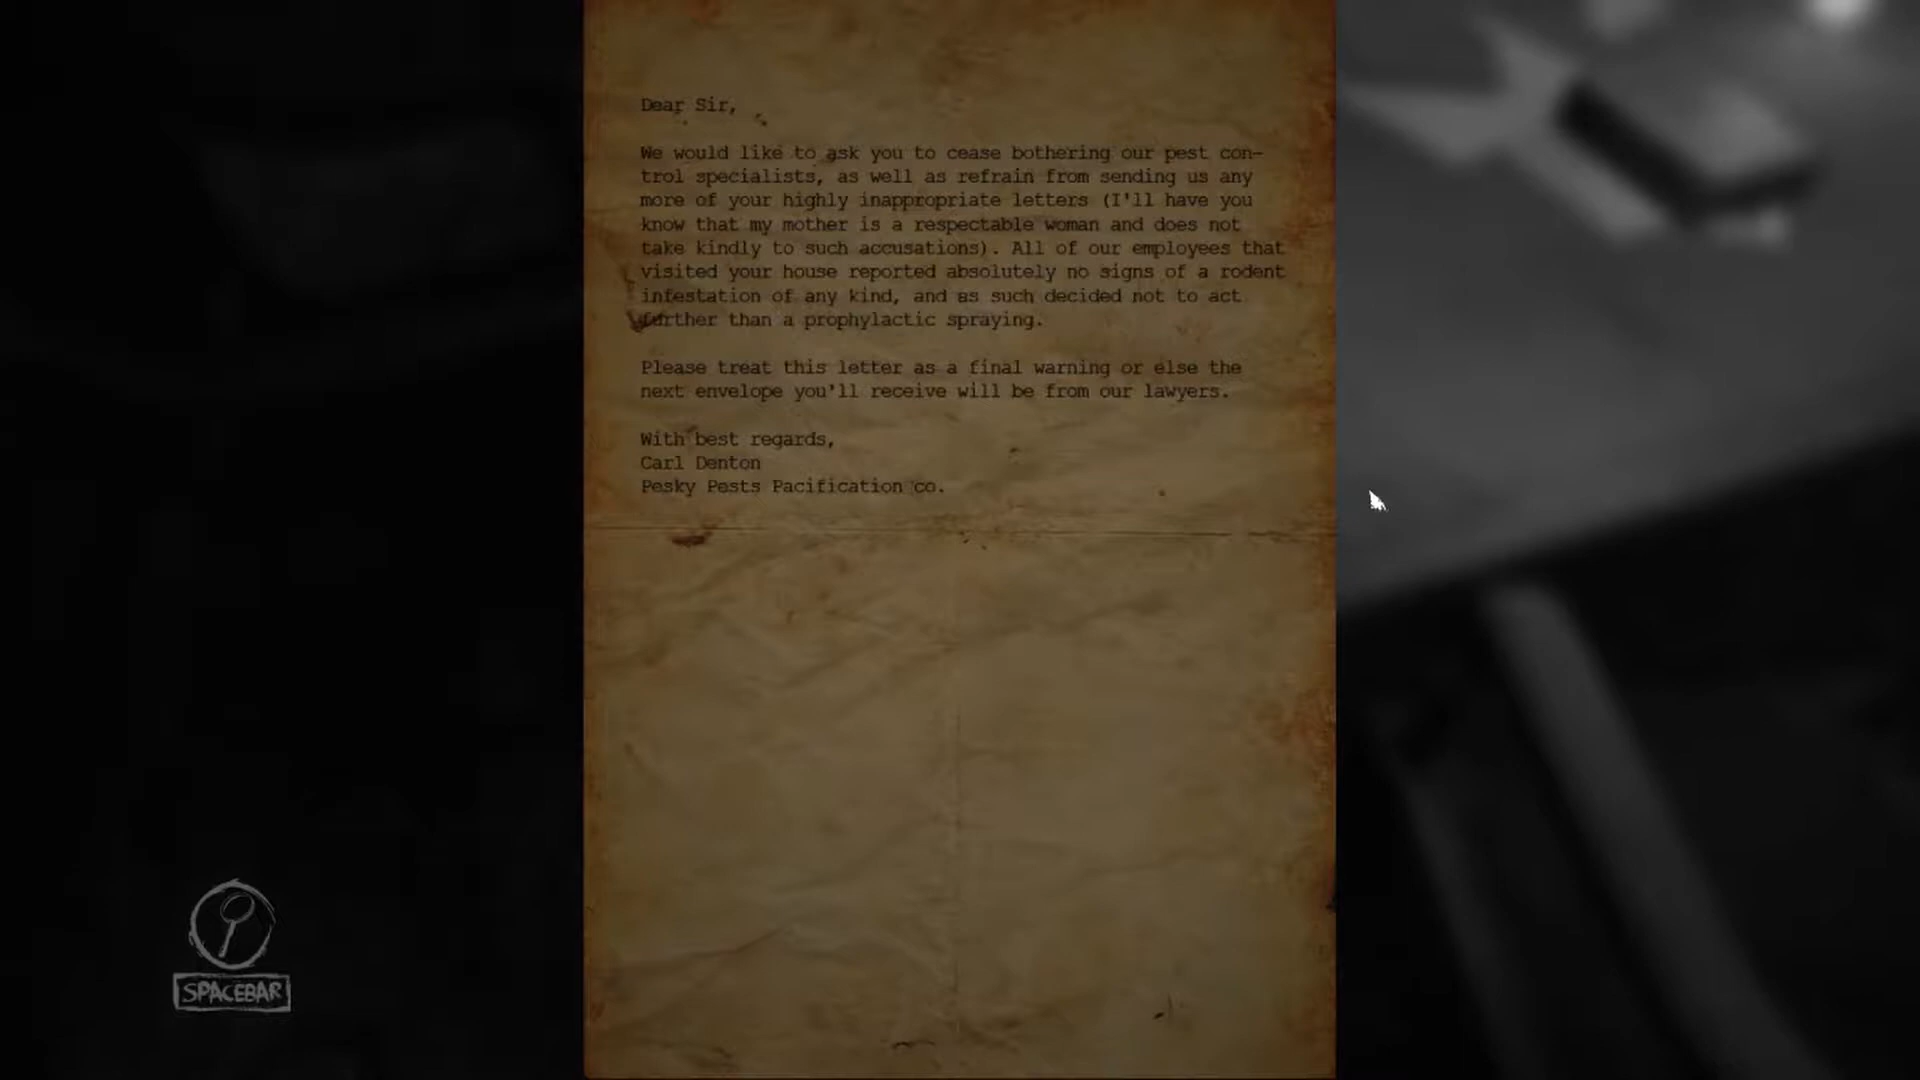 Dear Sir,
We would like to ask you to cease bothering our pest con-
trol specialists, as well as refrain from sending us any
more of your highly inappropriate letters (I'll have you
know that my mother is a respectable woman and does not
take kindly to such accusations). All of our employees that
visited your house reported absolutely no signs of a rodent
infestation of any kind, and as such decided not to act
further than a prophylactic spraying.
Please treat this letter as a final warning or else the
next envelope you'll receive will be from our lawyers.
With best regards,
Carl Denton
Pesky Pests Pacification co.
SPACEBAR